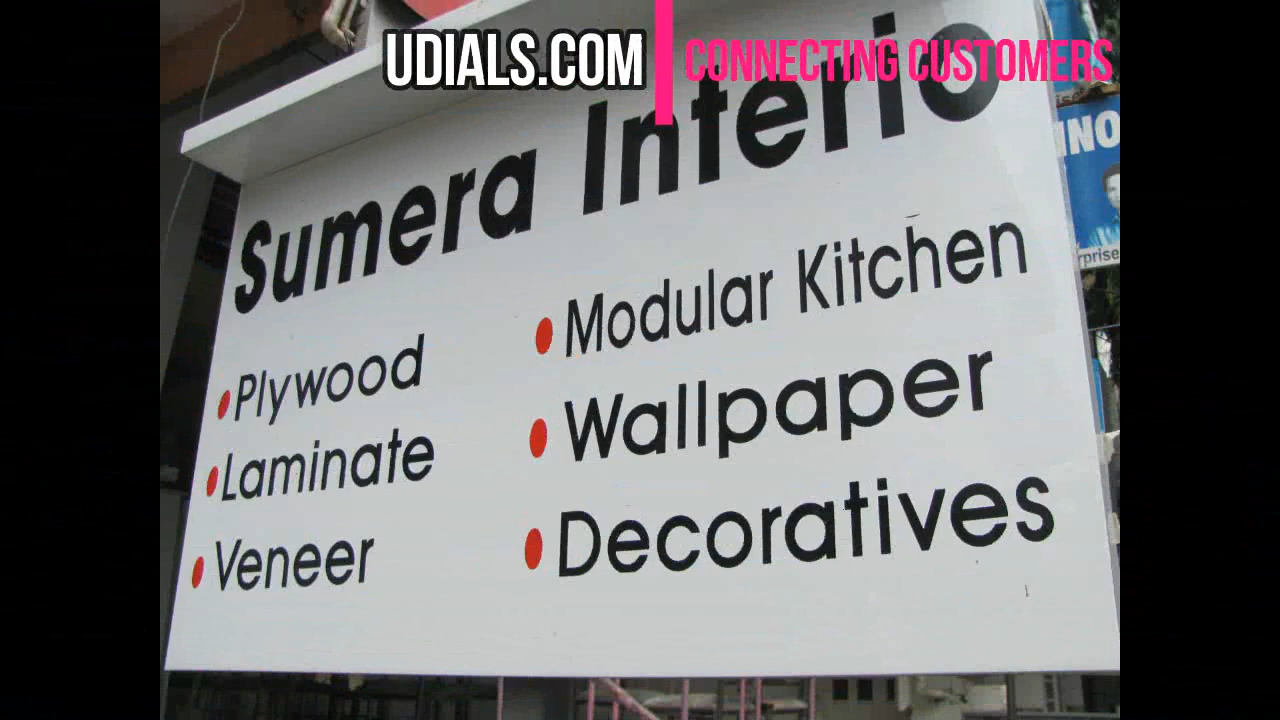 UDIALS.COM
CONNECTING CUSTOMERS
Sumera Interio
Plywood
Laminate
Veneer
Modular Kitchen
Wallpaper
Decoratives